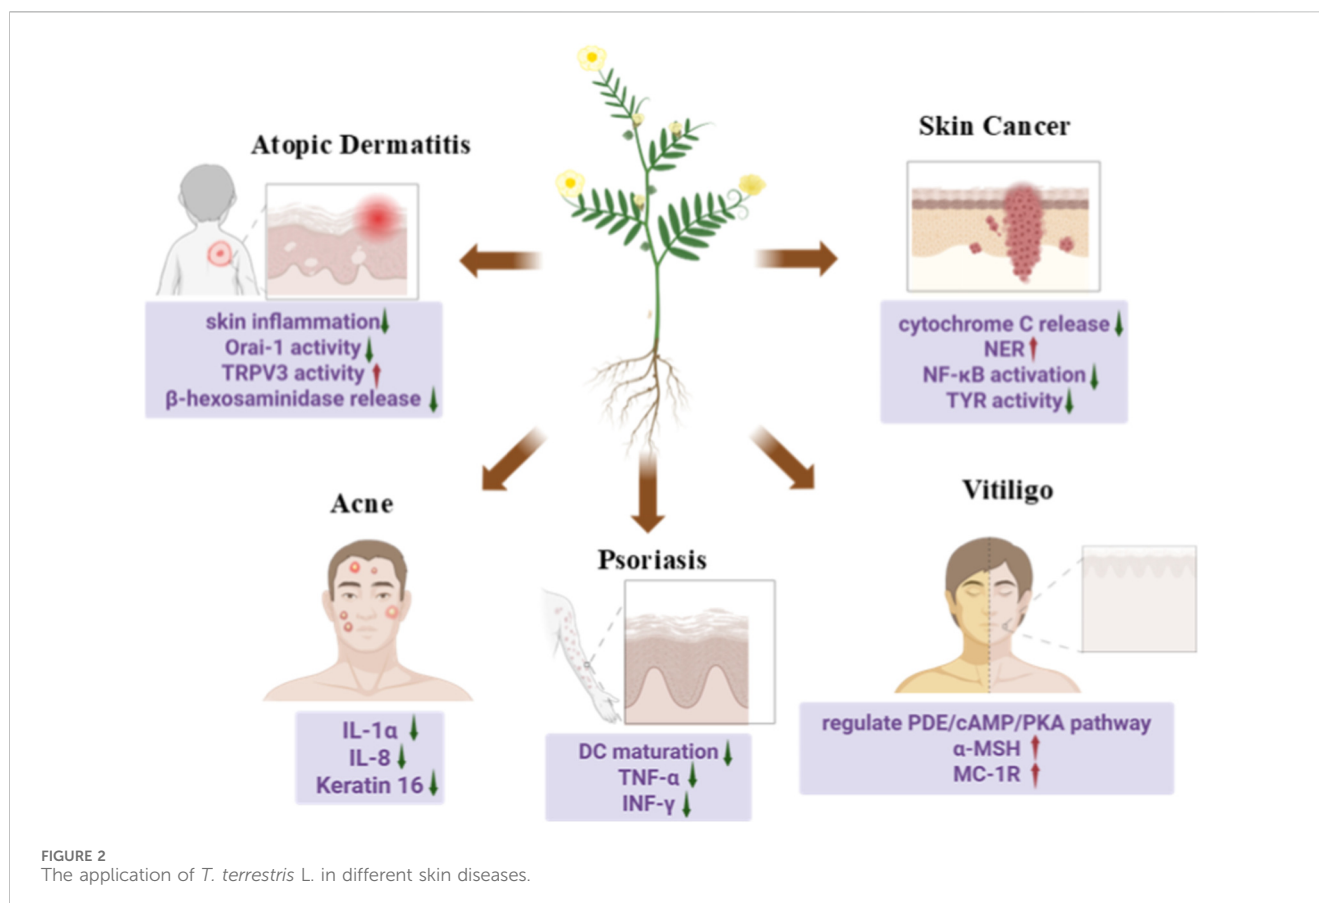 Atopic Dermatitis
skin inflammation
Orai-1 activity
TRPV3 activity
β-hexosaminidase release
Skin Cancer
cytochrome C release
NER
NF-κB activation
TYR activity
Acne
IL-1α
IL-8
Keratin 16
Psoriasis
DC maturation
TNF-α
INF-γ
Vitiligo
regulate PDE/cAMP/PKA pathway
α-MSH
MC-1R
FIGURE 2
The application of T. terrestris L. in different skin diseases.